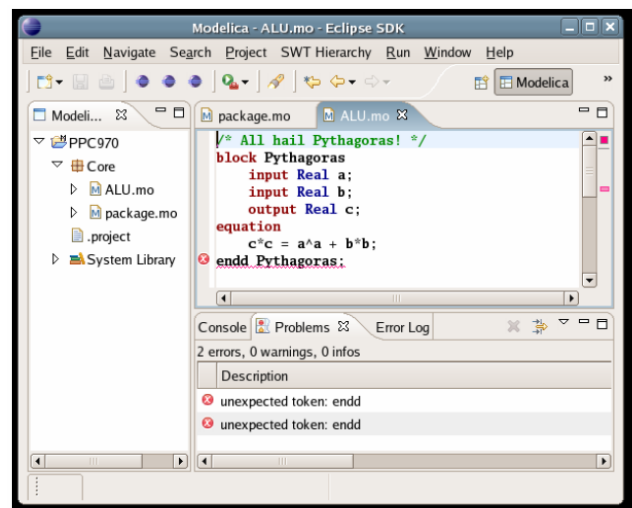 Modelica - ALU.mo - Eclipse SDK
File Edit Navigate Search Project SWT Hierarchy Run Window Help
Modelica »
Modeli...
PPC970
Core
ALU.mo
package.mo
.project
System Library
package.mo ALU.mo
/* All hail Pythagoras! */
block Pythagoras
input Real a;
input Real b;
output Real c;
equation
c*c = a^a + b*b;
endd Pythagoras;
Console Problems Error Log
2 errors, 0 warnings, 0 infos
Description
unexpected token: endd
unexpected token: endd